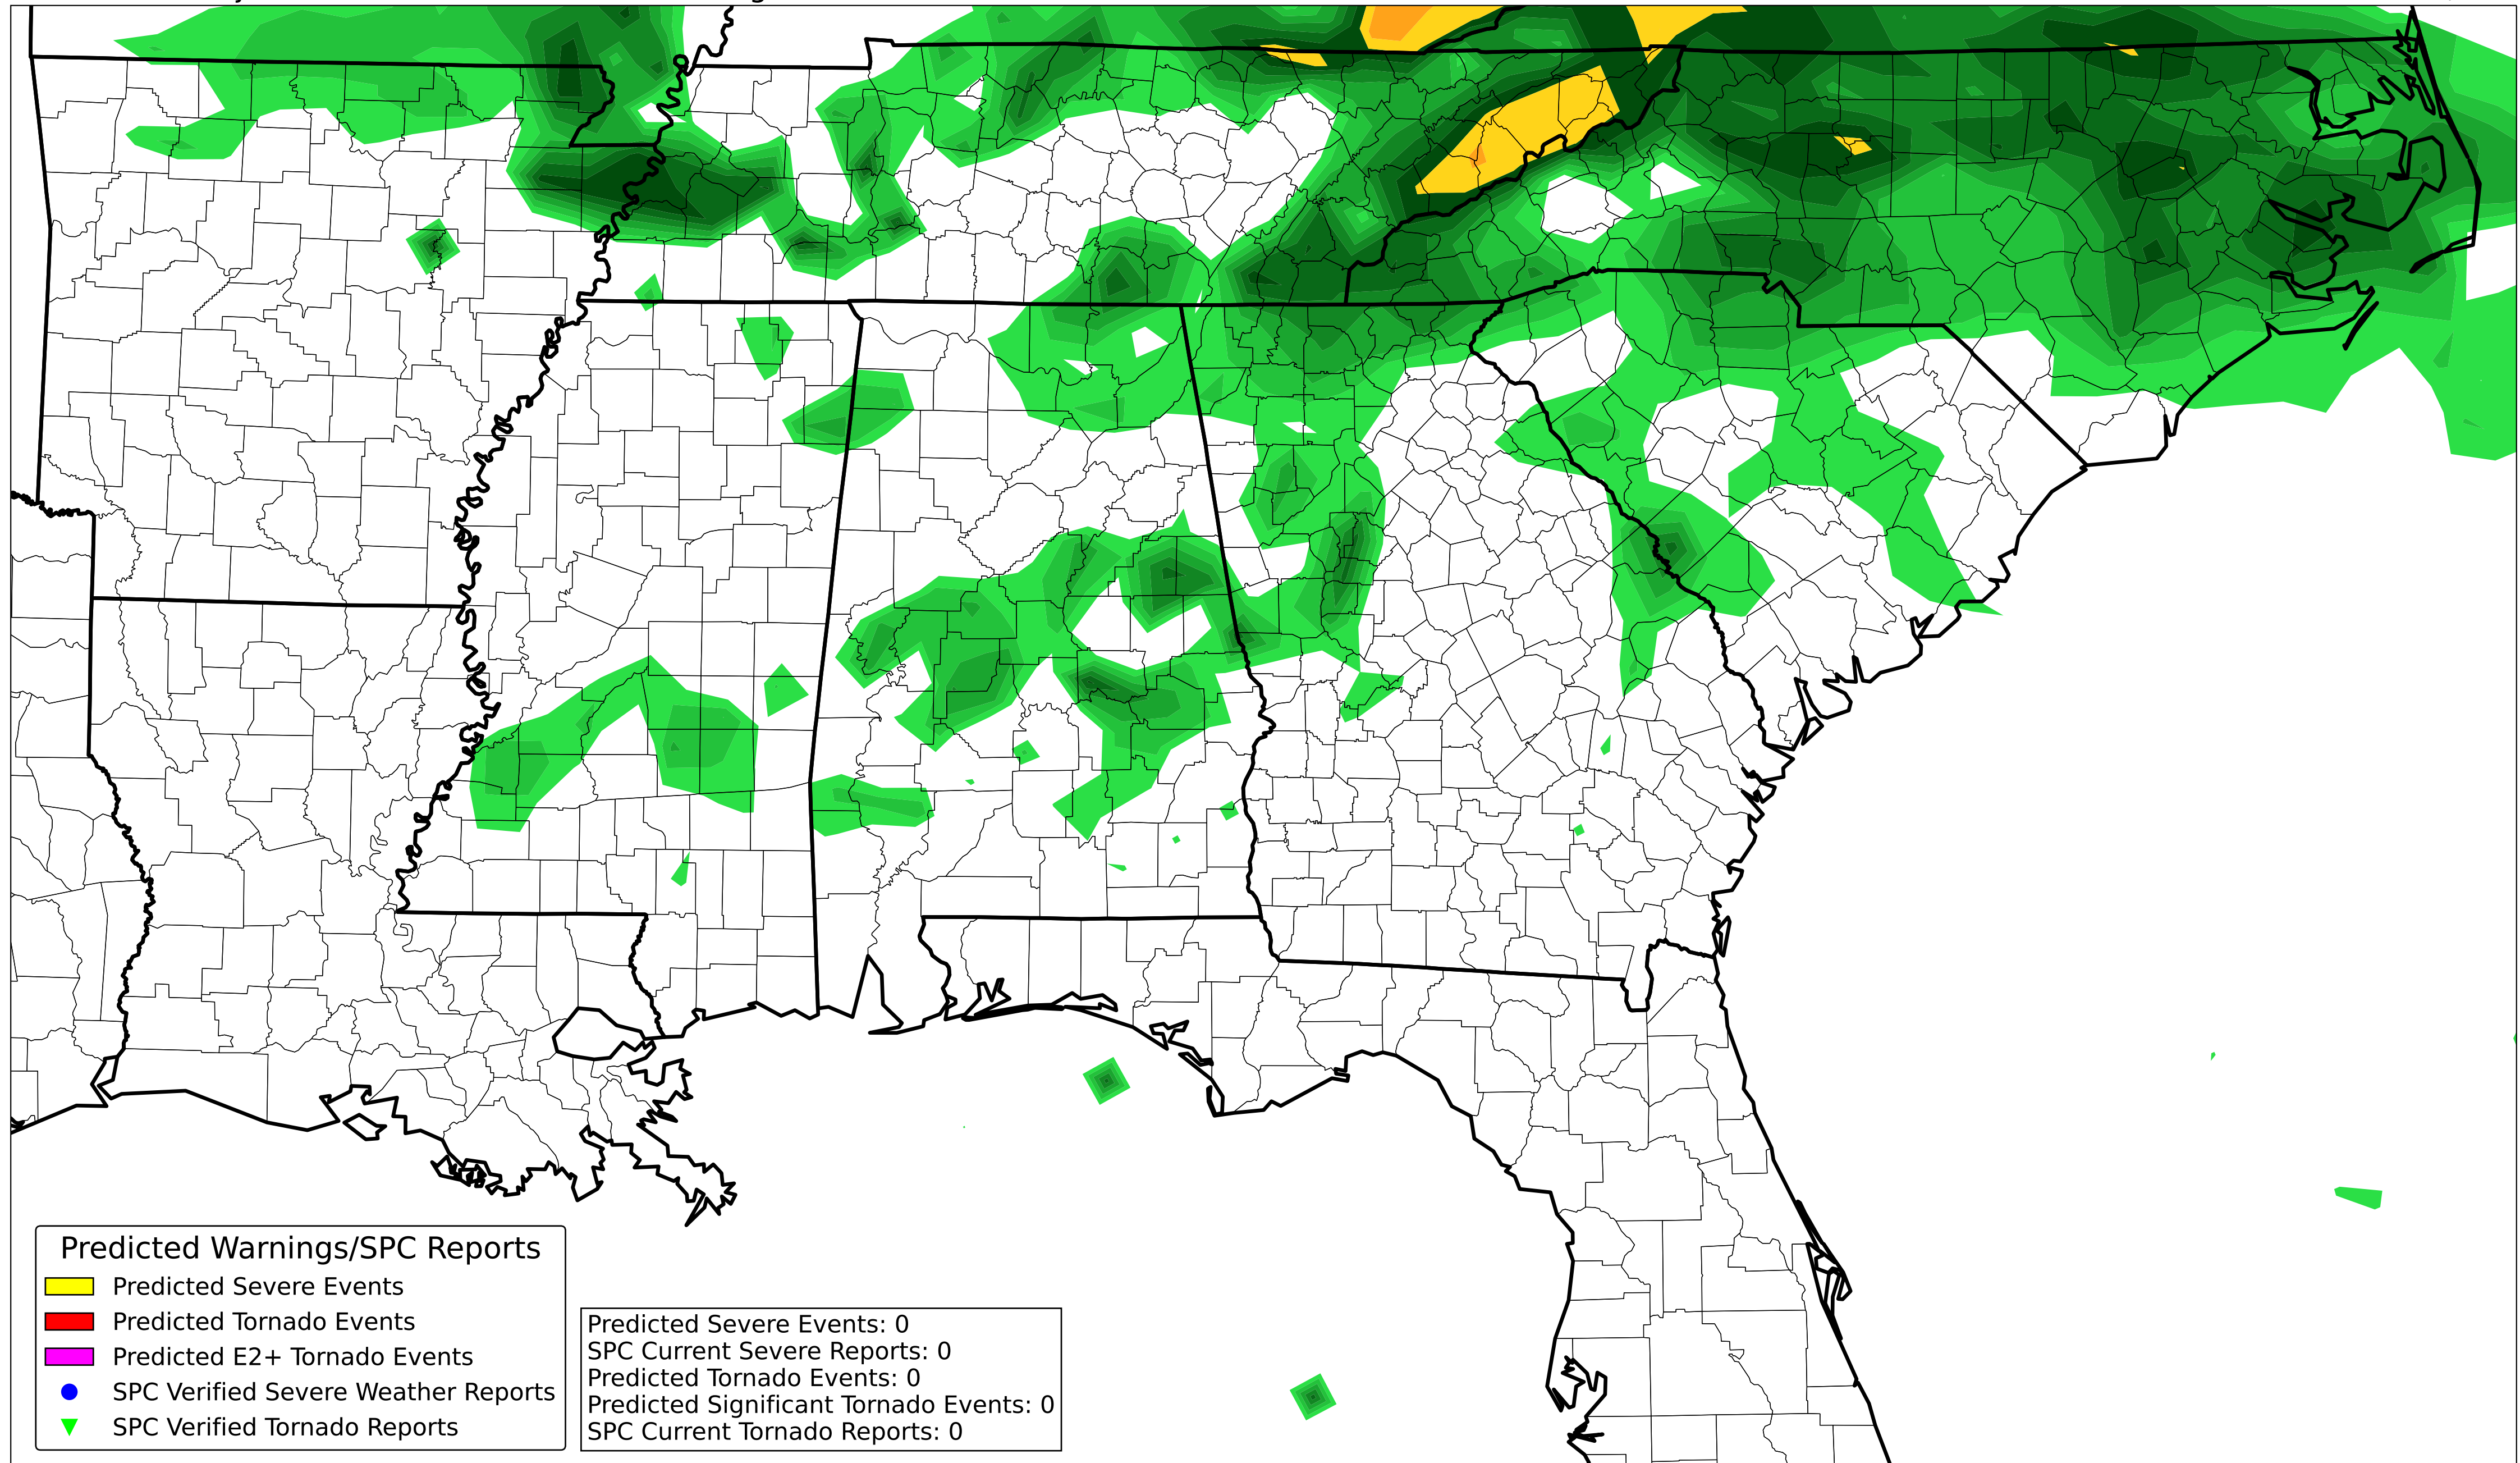 Predicted Warnings/SPC Reports
Predicted Severe Events
Predicted Tornado Events
Predicted E2+ Tornado Events
SPC Verified Severe Weather Reports
SPC Verified Tornado Reports
Predicted Severe Events: 0
SPC Current Severe Reports: 0
Predicted Tornado Events: 0
Predicted Significant Tornado Events: 0
SPC Current Tornado Reports: 0